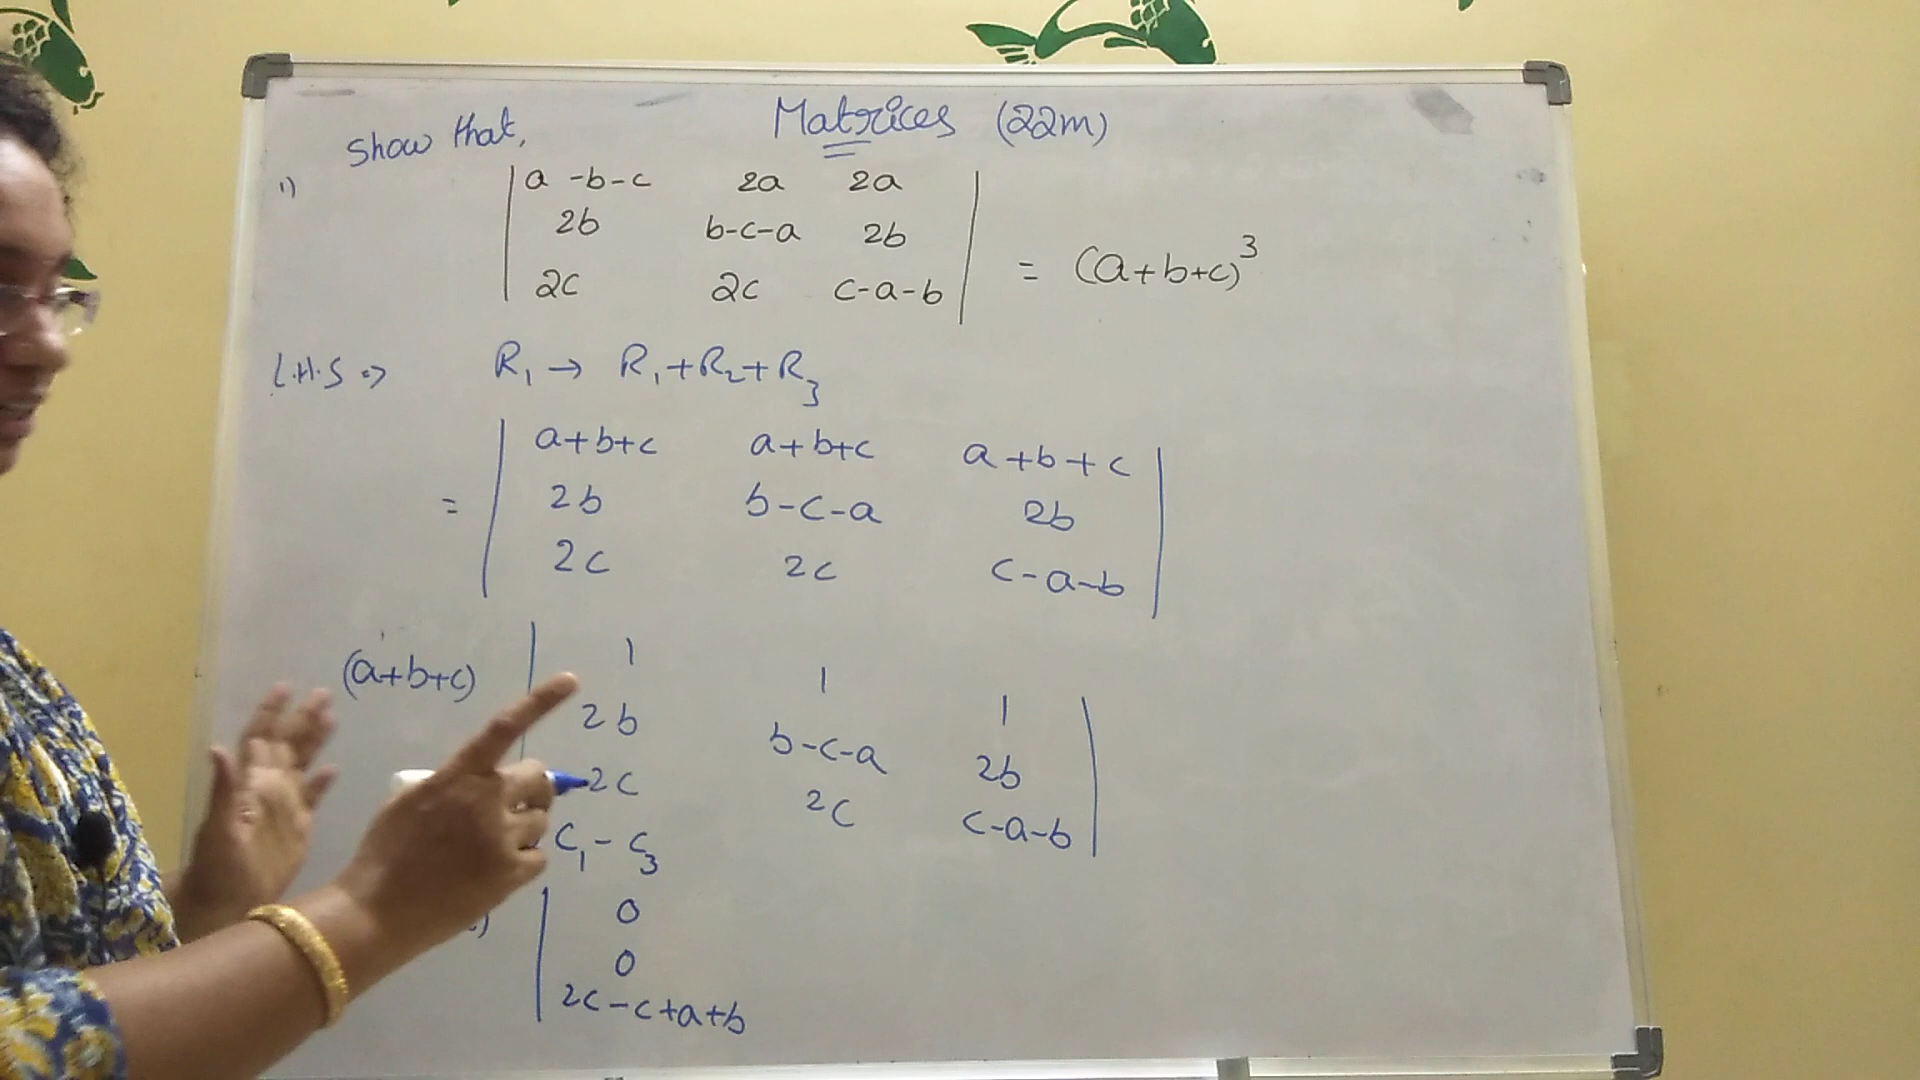 Matrices (22m)
Show that,
1) | a -b-c 2a 2a |
| 2b b-c-a 2b | = (a+b+c)³
| 2c 2c c-a-b |
L.H.S => R₁ → R₁+R₂+R₃
| a+b+c a+b+c a+b+c |
= | 2b b-c-a 2b |
| 2c 2c c-a-b |
(a+b+c) | 1 1 1 |
| 2b b-c-a 2b |
| 2c 2c c-a-b |
C₁ - C₃
| 0
| 0
| 2c-c+a+b